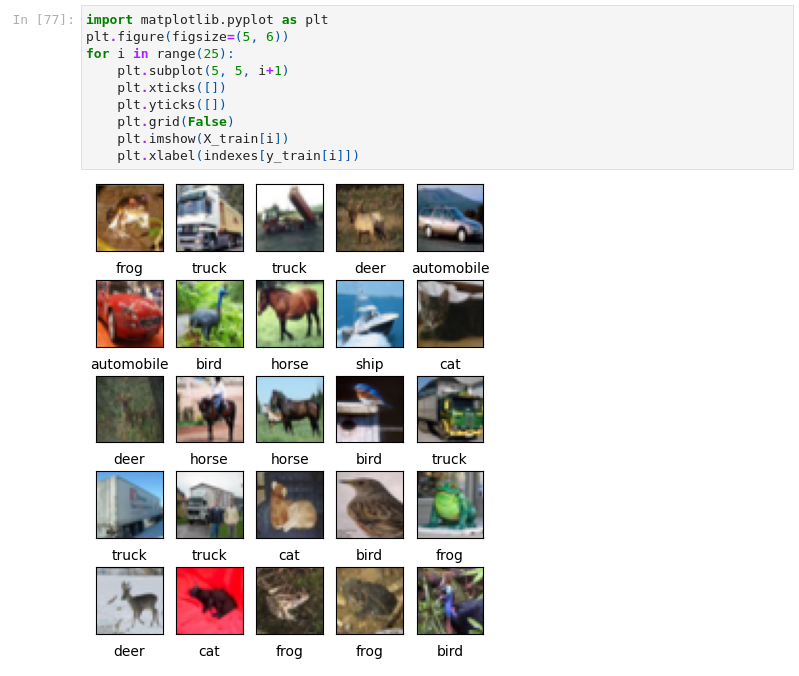 In [77]: import matplotlib.pyplot as plt
plt.figure(figsize=(5, 6))
for i in range(25):
    plt.subplot(5, 5, i+1)
    plt.xticks([])
    plt.yticks([])
    plt.grid(False)
    plt.imshow(X_train[i])
    plt.xlabel(indexes[y_train[i]])
frog truck truck deer automobile
automobile bird horse ship cat
deer horse horse bird truck
truck truck cat bird frog
deer cat frog frog bird